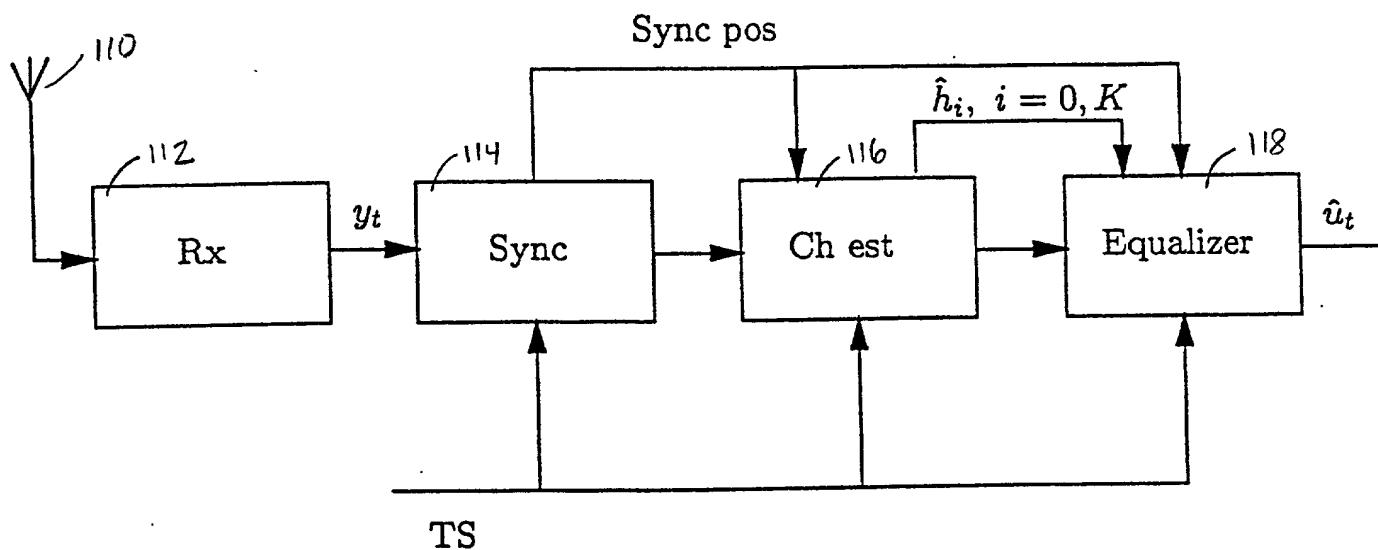 Sync pos
110
ĥ_i, i = 0, K
112
114
116
118
y_t
û_t
Rx
Sync
Ch est
Equalizer
TS